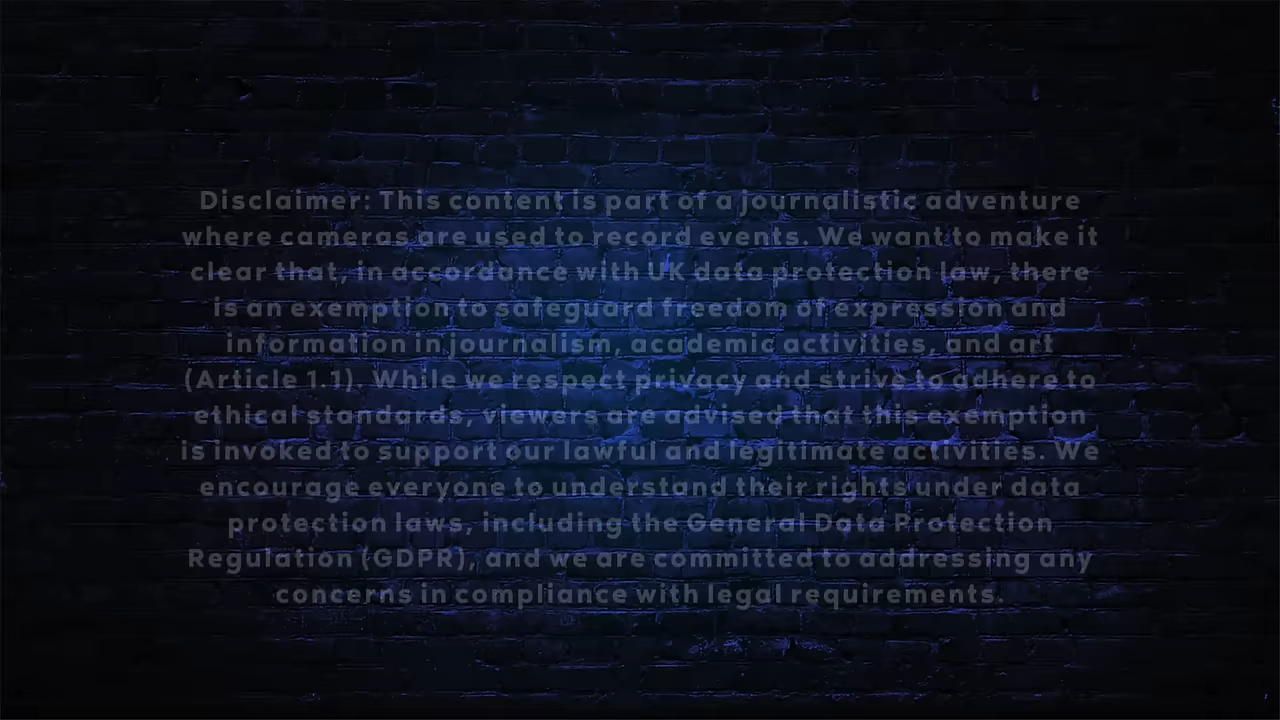 Disclaimer: This content is part of a journalistic adventure
where cameras are used to record events. We want to make it
clear that, in accordance with UK data protection law, there
is an exemption to safeguard freedom of expression and
information in journalism, academic activities, and art
(Article 1.1). While we respect privacy and strive to adhere to
ethical standards, viewers are advised that this exemption
is invoked to support our lawful and legitimate activities. We
encourage everyone to understand their rights under data
protection laws, including the General Data Protection
Regulation (GDPR), and we are committed to addressing any
concerns in compliance with legal requirements.